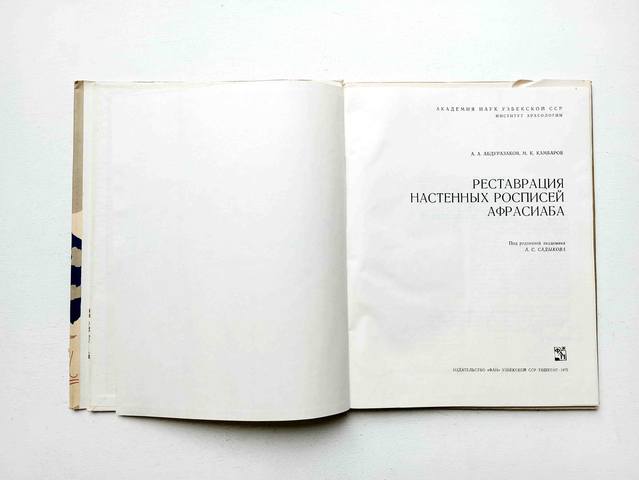 АКАДЕМИЯ НАУК УЗБЕКСКОЙ ССР
ИНСТИТУТ АРХЕОЛОГИИ
А. А. АБДУРАЗАКОВ, М. К. КАМБАРОВ
РЕСТАВРАЦИЯ
НАСТЕННЫХ РОСПИСЕЙ
АФРАСИАБА
Под редакцией академика
А. С. САДЫКОВА
ИЗДАТЕЛЬСТВО «ФАН» УЗБЕКСКОЙ ССР ТАШКЕНТ · 1975